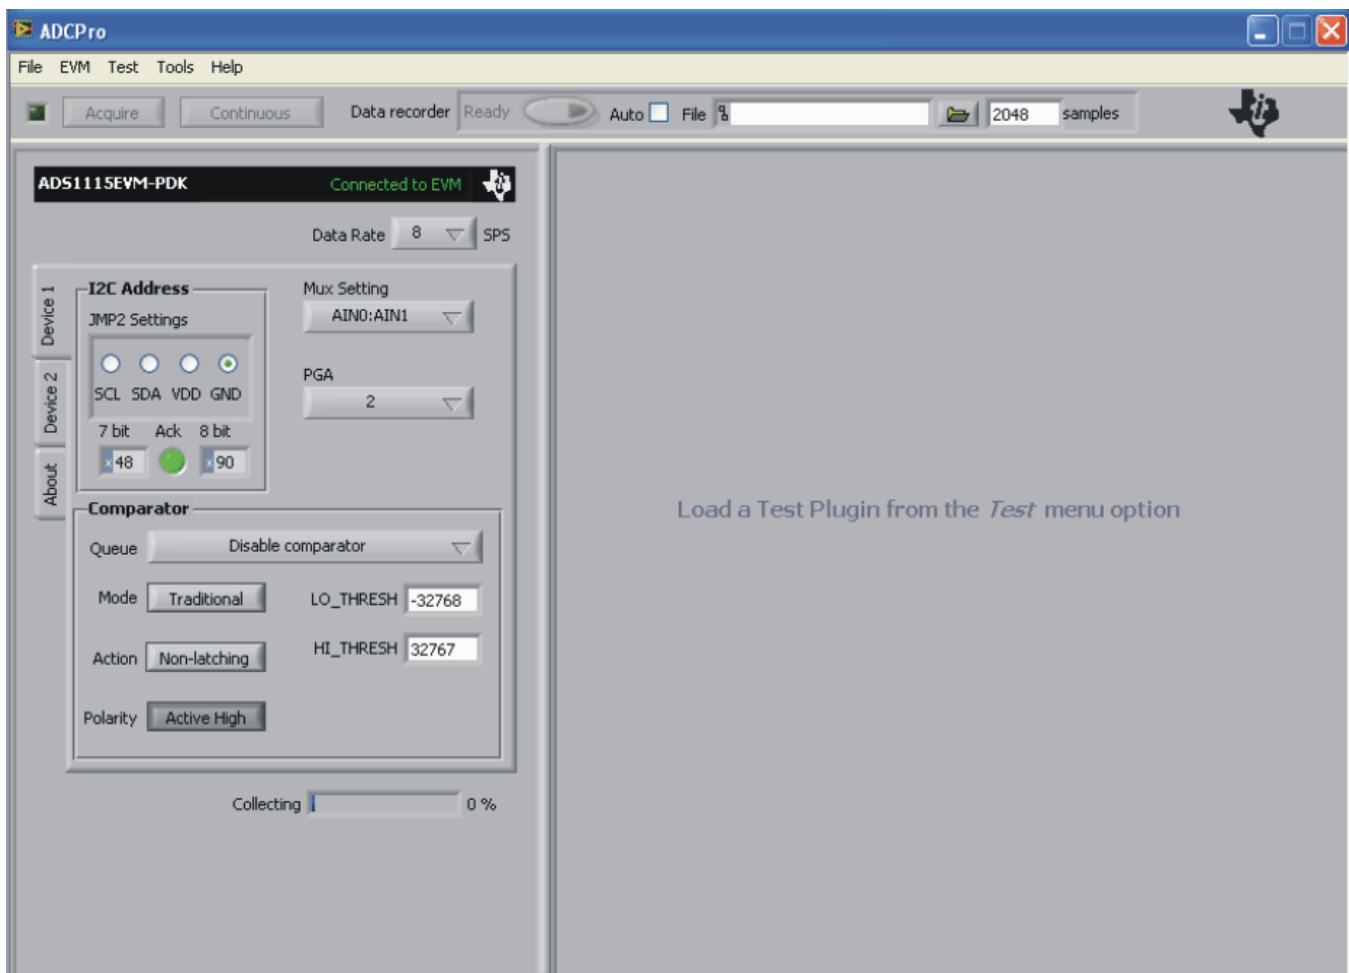 ADCPro
File EVM Test Tools Help
Acquire Continuous Data recorder Ready Auto File 2048 samples
ADS1115EVM-PDK Connected to EVM
Data Rate 8 SPS
Device 1
Device 2
About
I2C Address
JMP2 Settings
SCL SDA VDD GND
7 bit Ack 8 bit
x 48 x 90
Mux Setting
AIN0:AIN1
PGA
2
Comparator
Queue Disable comparator
Mode Traditional LO_THRESH -32768
Action Non-latching HI_THRESH 32767
Polarity Active High
Collecting 0 %
Load a Test Plugin from the Test menu option